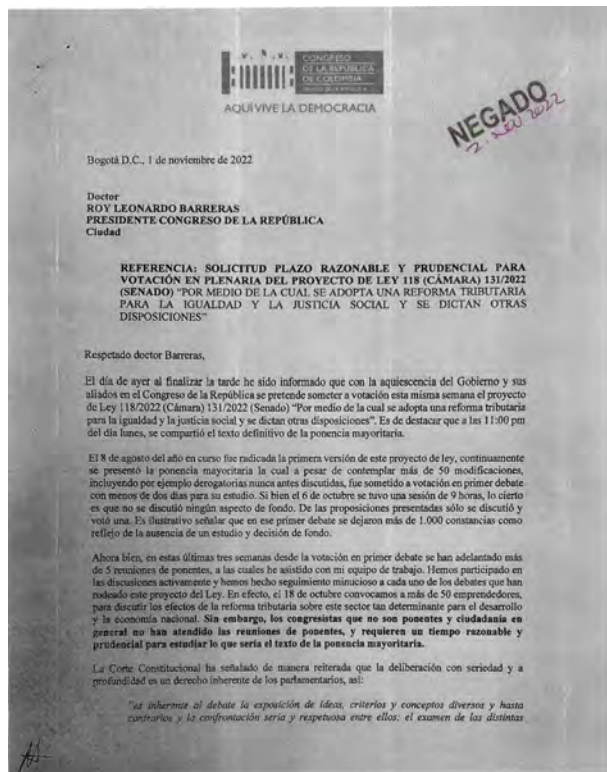 CONGRESO
DE LA REPÚBLICA
DE COLOMBIA
AQUÍ VIVE LA DEMOCRACIA
NEGADO
2. Nov 2022
Bogotá D.C., 1 de noviembre de 2022
Doctor
ROY LEONARDO BARRERAS
PRESIDENTE CONGRESO DE LA REPÚBLICA
Ciudad
REFERENCIA: SOLICITUD PLAZO RAZONABLE Y PRUDENCIAL PARA
VOTACIÓN EN PLENARIA DEL PROYECTO DE LEY 118 (CÁMARA) 131/2022
(SENADO) “POR MEDIO DE LA CUAL SE ADOPTA UNA REFORMA TRIBUTARIA
PARA LA IGUALDAD Y LA JUSTICIA SOCIAL Y SE DICTAN OTRAS
DISPOSICIONES”
Respetado doctor Barreras,
El día de ayer al finalizar la tarde he sido informado que con la aquiescencia del Gobierno y sus
aliados en el Congreso de la República se pretende someter a votación esta misma semana el proyecto
de Ley 118/2022 (Cámara) 131/2022 (Senado) “Por medio de la cual se adopta una reforma tributaria
para la igualdad y la justicia social y se dictan otras disposiciones”. Es de destacar que a las 11:00 pm
del día lunes, se compartió el texto definitivo de la ponencia mayoritaria.
El 8 de agosto del año en curso fue radicada la primera versión de este proyecto de ley, continuamente
se presentó la ponencia mayoritaria la cual a pesar de contemplar más de 50 modificaciones,
incluyendo por ejemplo derogatorias nunca antes discutidas, fue sometido a votación en primer debate
con menos de dos días para su estudio. Si bien el 6 de octubre se tuvo una sesión de 9 horas, lo cierto
es que no se discutió ningún aspecto de fondo. De las proposiciones presentadas sólo se discutió y
votó una. Es ilustrativo señalar que en ese primer debate se dejaron más de 1.000 constancias como
reflejo de la ausencia de un estudio y decisión de fondo.
Ahora bien, en estas últimas tres semanas desde la votación en primer debate se han adelantado más
de 5 reuniones de ponentes, a las cuales he asistido con mi equipo de trabajo. Hemos participado en
las discusiones activamente y hemos hecho seguimiento minucioso a cada uno de los debates que han
rodeado este proyecto del Ley. En efecto, el 18 de octubre convocamos a más de 50 emprendedores,
para discutir los efectos de la reforma tributaria sobre este sector tan determinante para el desarrollo
y la economía nacional. Sin embargo, los congresistas que no son ponentes y ciudadanía en
general no han atendido las reuniones de ponentes, y requieren un tiempo razonable y
prudencial para estudiar lo que sería el texto de la ponencia mayoritaria.
La Corte Constitucional ha señalado de manera reiterada que la deliberación con seriedad y a
profundidad es un derecho inherente de los parlamentarios, así:
“es inherente al debate la exposición de ideas, criterios y conceptos diversos y hasta
contrarios y la confrontación seria y respetuosa entre ellos; el examen de las distintas